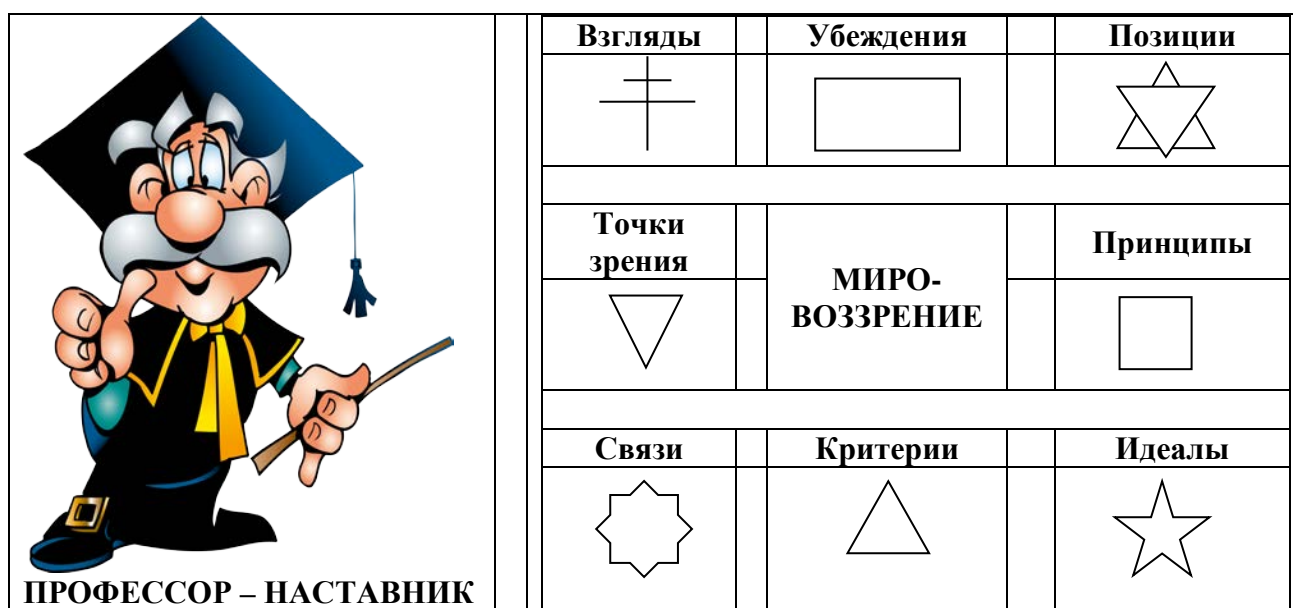 Взгляды
Убеждения
Позиции
Точки
зрения
МИРО-
ВОЗЗРЕНИЕ
Принципы
Связи
Критерии
Идеалы
ПРОФЕССОР – НАСТАВНИК